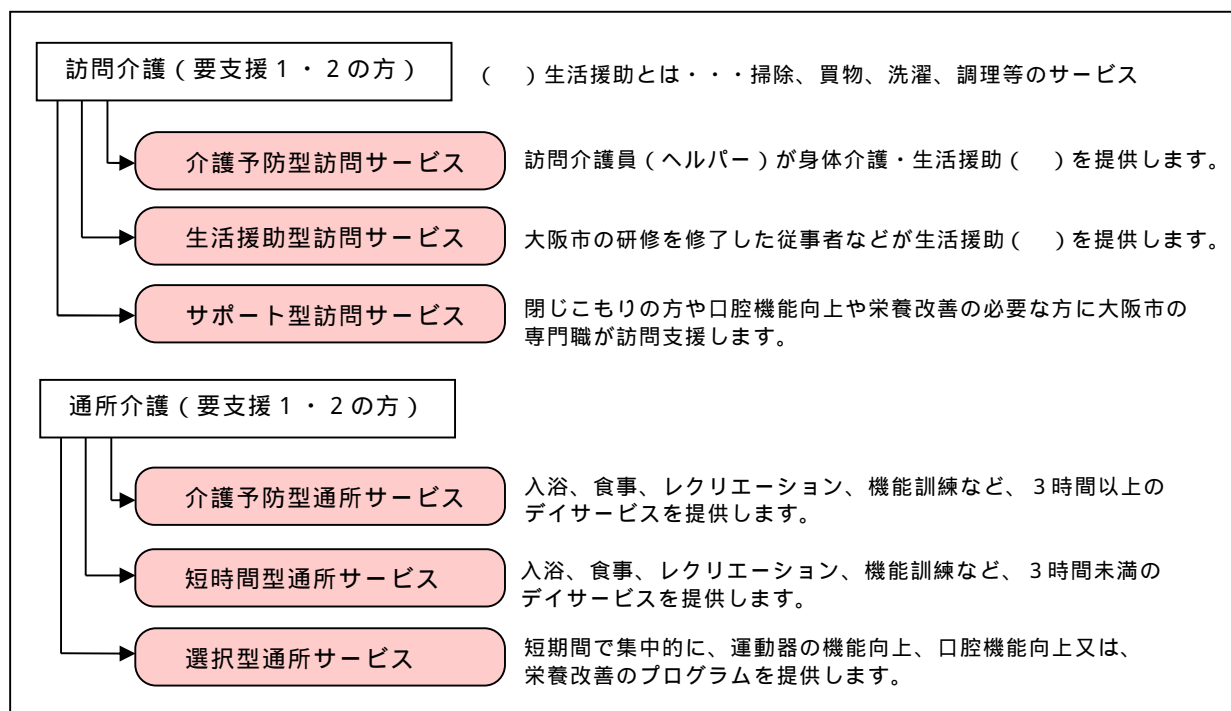 訪問介護（要支援１・２の方）
（　）生活援助とは・・・掃除、買物、洗濯、調理等のサービス
介護予防型訪問サービス
訪問介護員（ヘルパー）が身体介護・生活援助（　）を提供します。
生活援助型訪問サービス
大阪市の研修を修了した従事者などが生活援助（　）を提供します。
サポート型訪問サービス
閉じこもりの方や口腔機能向上や栄養改善の必要な方に大阪市の
専門職が訪問支援します。
通所介護（要支援１・２の方）
介護予防型通所サービス
入浴、食事、レクリエーション、機能訓練など、３時間以上の
デイサービスを提供します。
短時間型通所サービス
入浴、食事、レクリエーション、機能訓練など、３時間未満の
デイサービスを提供します。
選択型通所サービス
短期間で集中的に、運動器の機能向上、口腔機能向上又は、
栄養改善のプログラムを提供します。